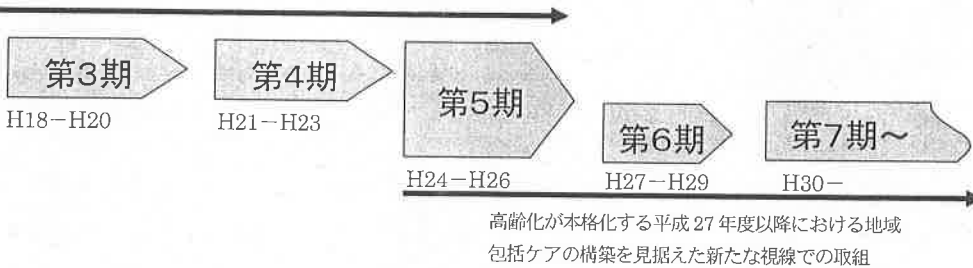 第3期
第4期
第5期
第6期
第7期～
H18－H20
H21－H23
H24－H26
H27－H29
H30－
高齢化が本格化する平成27年度以降における地域
包括ケアの構築を見据えた新たな視線での取組